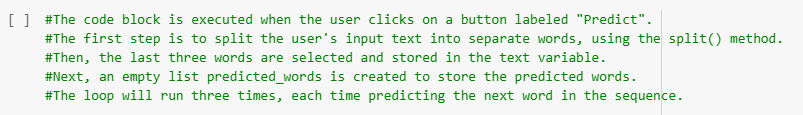 [ ] #The code block is executed when the user clicks on a button labeled "Predict".
#The first step is to split the user's input text into separate words, using the split() method.
#Then, the last three words are selected and stored in the text variable.
#Next, an empty list predicted_words is created to store the predicted words.
#The loop will run three times, each time predicting the next word in the sequence.